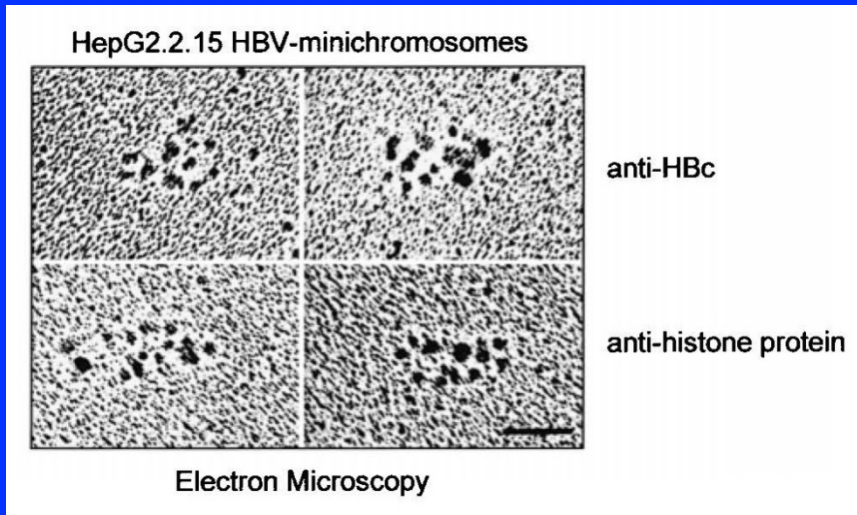 HepG2.2.15 HBV-minichromosomes
anti-HBc
anti-histone protein
Electron Microscopy